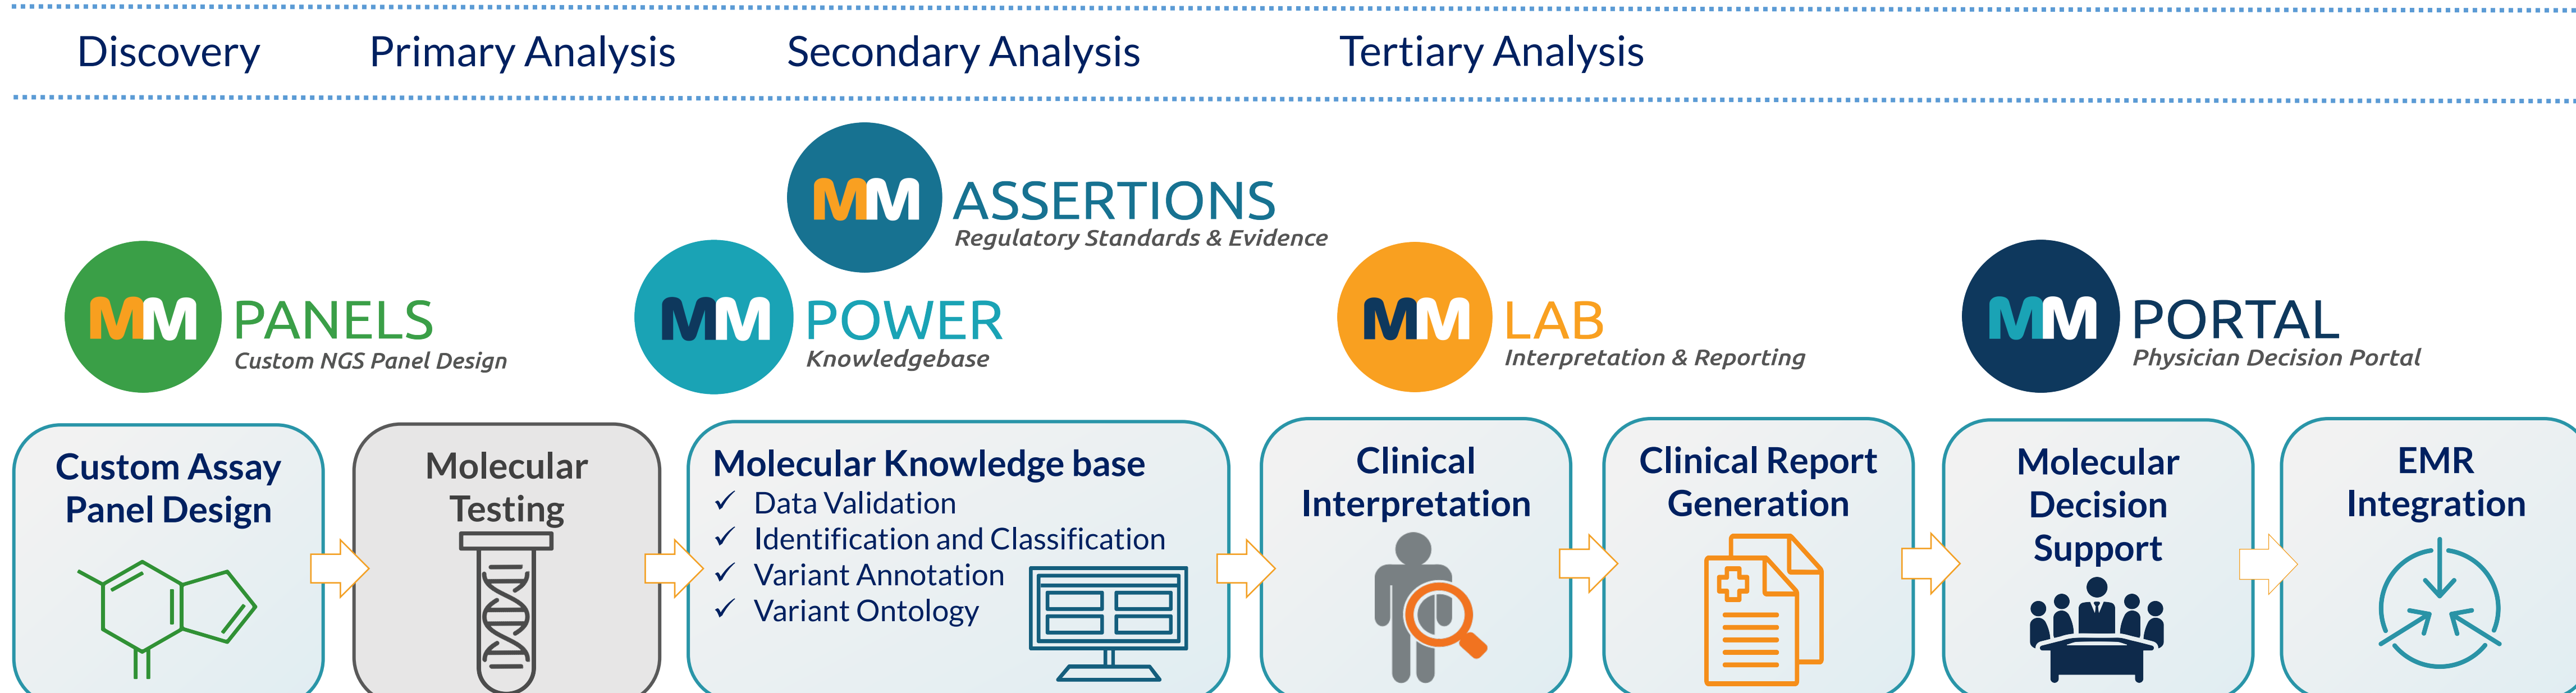 Discovery
Primary Analysis
Secondary Analysis
Tertiary Analysis
MM ASSERTIONS
Regulatory Standards & Evidence
MM PANELS
Custom NGS Panel Design
MM POWER
Knowledgebase
MM LAB
Interpretation & Reporting
MM PORTAL
Physician Decision Portal
Custom Assay
Panel Design
Molecular
Testing
Molecular Knowledge base
✓ Data Validation
✓ Identification and Classification
✓ Variant Annotation
✓ Variant Ontology
Clinical
Interpretation
Clinical Report
Generation
Molecular
Decision
Support
EMR
Integration